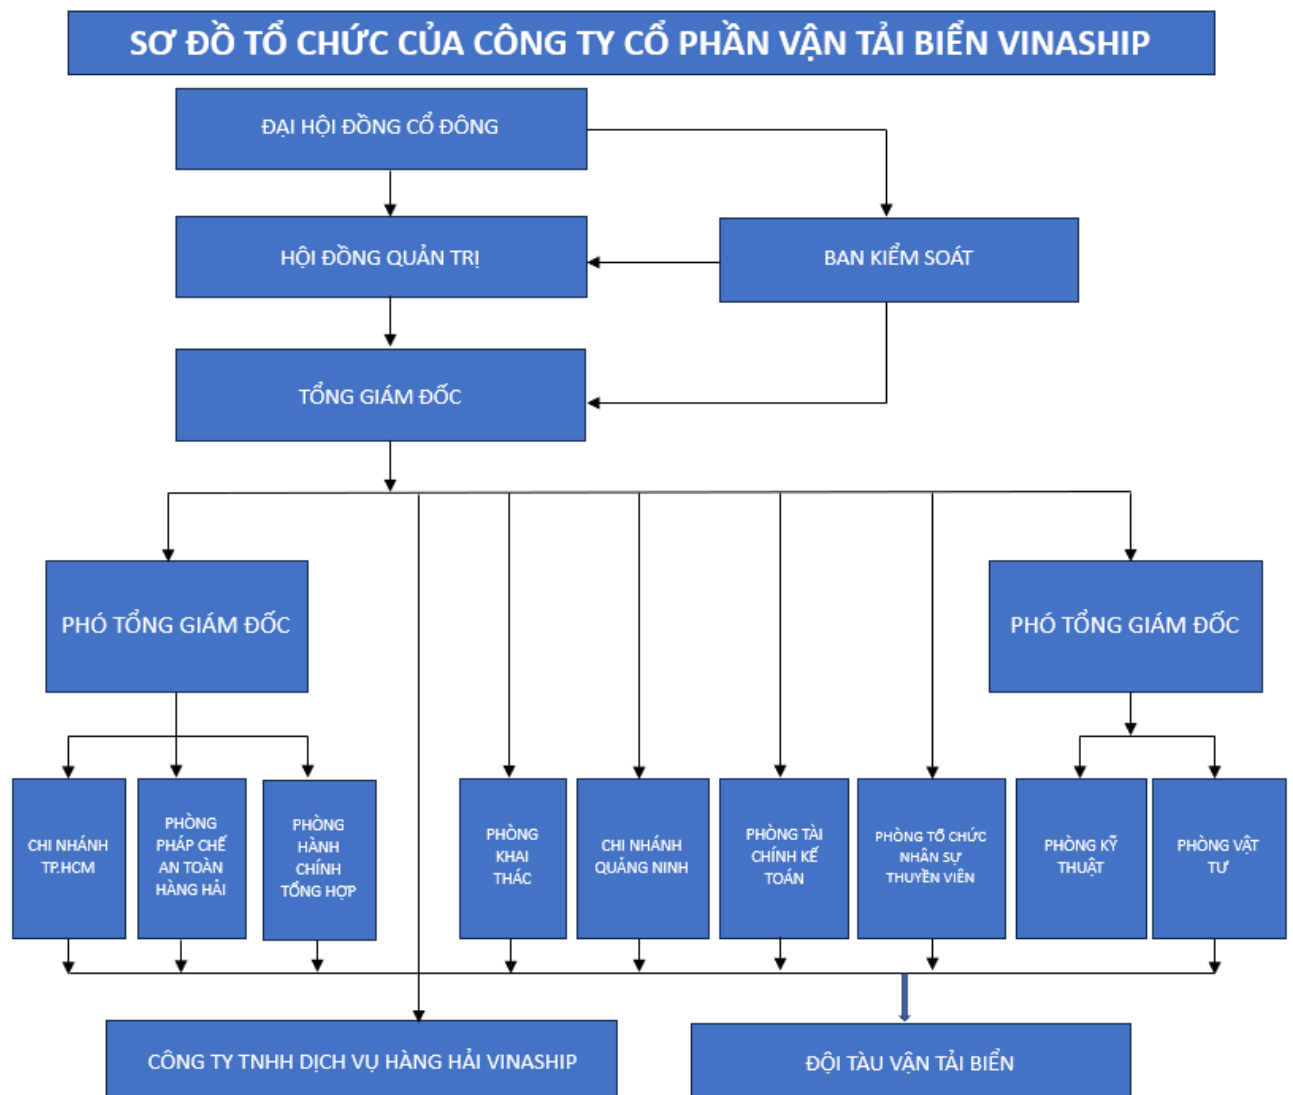 SƠ ĐỒ TỔ CHỨC CỦA CÔNG TY CỔ PHẦN VẬN TẢI BIỂN VINASHIP
ĐẠI HỘI ĐỒNG CỔ ĐÔNG
HỘI ĐỒNG QUẢN TRỊ
BAN KIỂM SOÁT
TỔNG GIÁM ĐỐC
PHÓ TỔNG GIÁM ĐỐC
PHÓ TỔNG GIÁM ĐỐC
CHI NHÁNH
TP.HCM
PHÒNG
PHÁP CHẾ
AN TOÀN
HÀNG HẢI
PHÒNG
HÀNH
CHÍNH
TỔNG HỢP
PHÒNG
KHAI
THÁC
CHI NHÁNH
QUẢNG NINH
PHÒNG TÀI
CHÍNH KẾ
TOÁN
PHÒNG TỔ CHỨC
NHÂN SỰ
THUYỀN VIÊN
PHÒNG KỸ
THUẬT
PHÒNG VẬT
TƯ
CÔNG TY TNHH DỊCH VỤ HÀNG HẢI VINASHIP
ĐỘI TÀU VẬN TẢI BIỂN